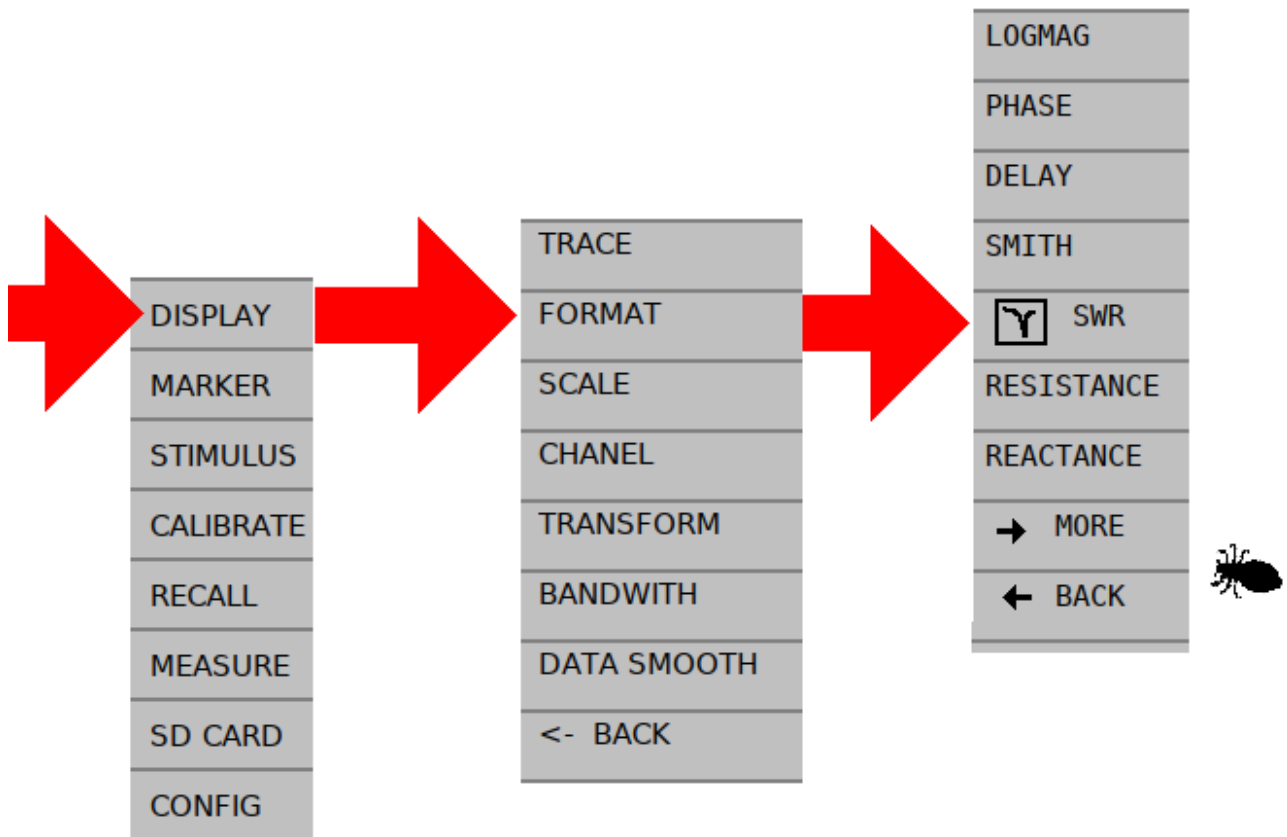 DISPLAY
MARKER
STIMULUS
CALIBRATE
RECALL
MEASURE
SD CARD
CONFIG
TRACE
FORMAT
SCALE
CHANEL
TRANSFORM
BANDWITH
DATA SMOOTH
<- BACK
LOGMAG
PHASE
DELAY
SMITH
SWR
RESISTANCE
REACTANCE
→ MORE
← BACK